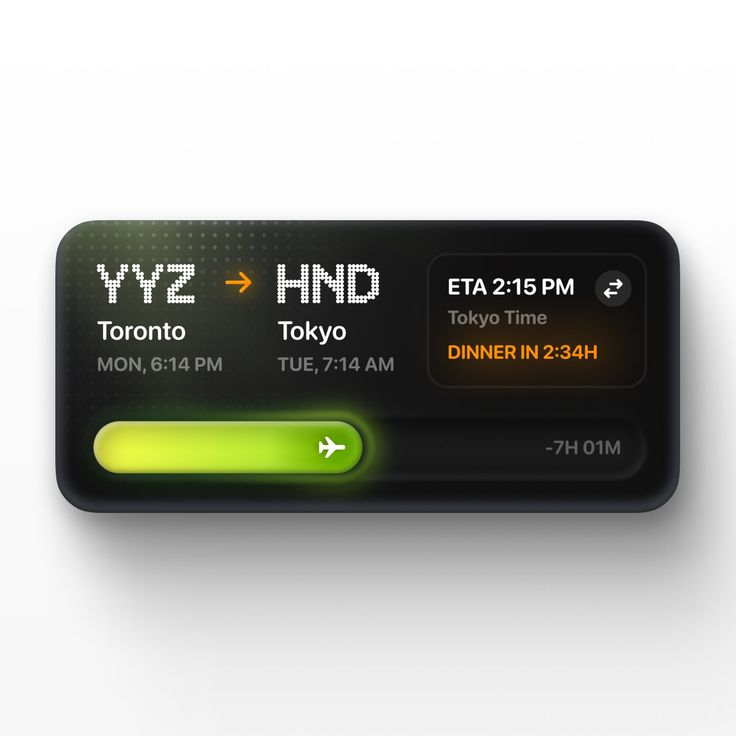 YYZ → HND
Toronto
Tokyo
MON, 6:14 PM
TUE, 7:14 AM
ETA 2:15 PM
Tokyo Time
DINNER IN 2:34H
-7H 01M